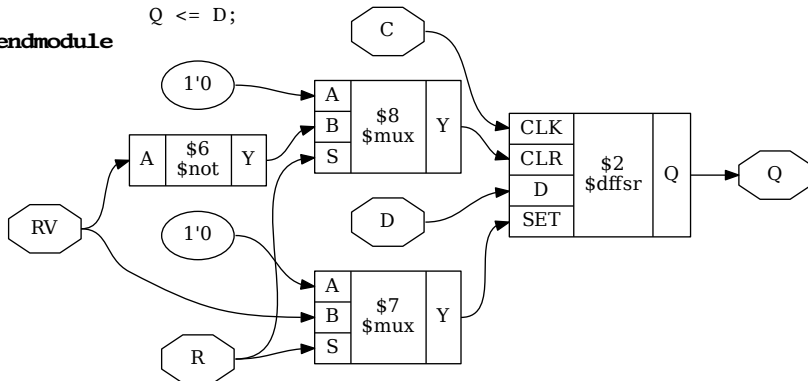 Q <= D;
endmodule
C
1'0
A
B
S
$8
$mux
Y
CLK
CLR
D
SET
$2
$dffsr
Q
Q
A
$6
$not
Y
RV
D
1'0
A
B
S
$7
$mux
Y
R